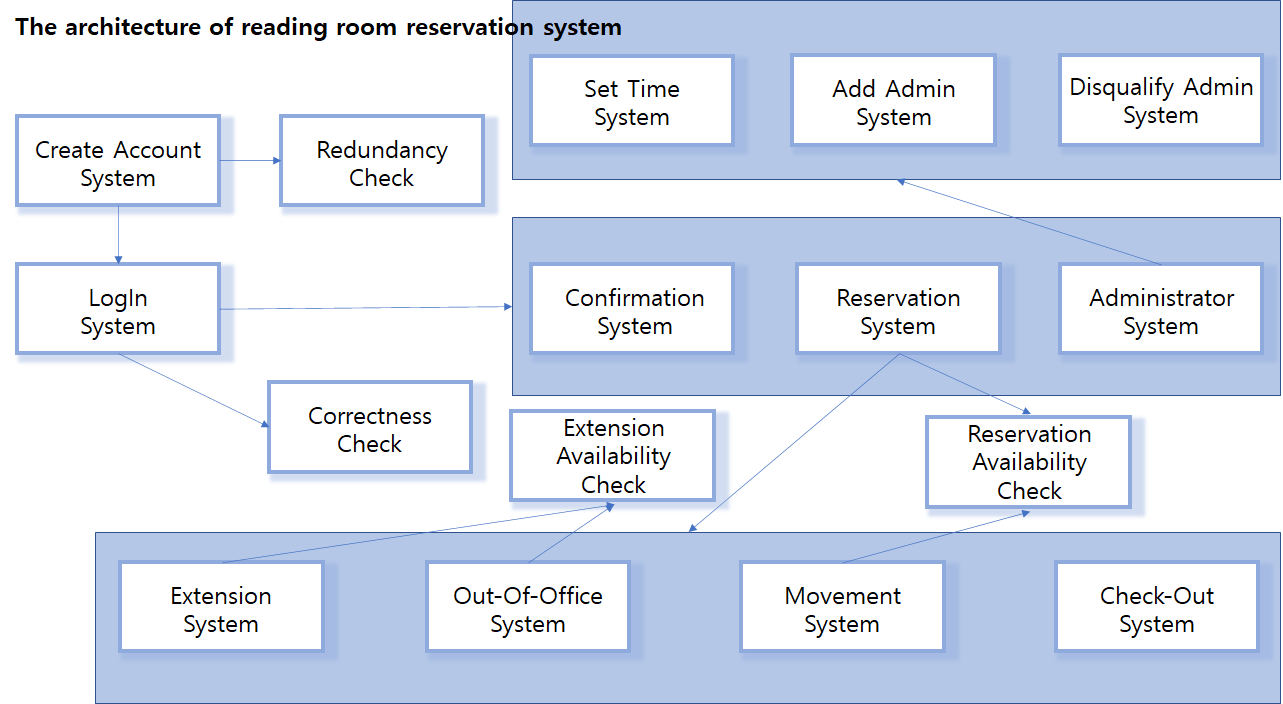 The architecture of reading room reservation system
Set Time
System
Add Admin
System
Disqualify Admin
System
Create Account
System
Redundancy
Check
LogIn
System
Confirmation
System
Reservation
System
Administrator
System
Correctness
Check
Extension
Availability
Check
Reservation
Availability
Check
Extension
System
Out-Of-Office
System
Movement
System
Check-Out
System